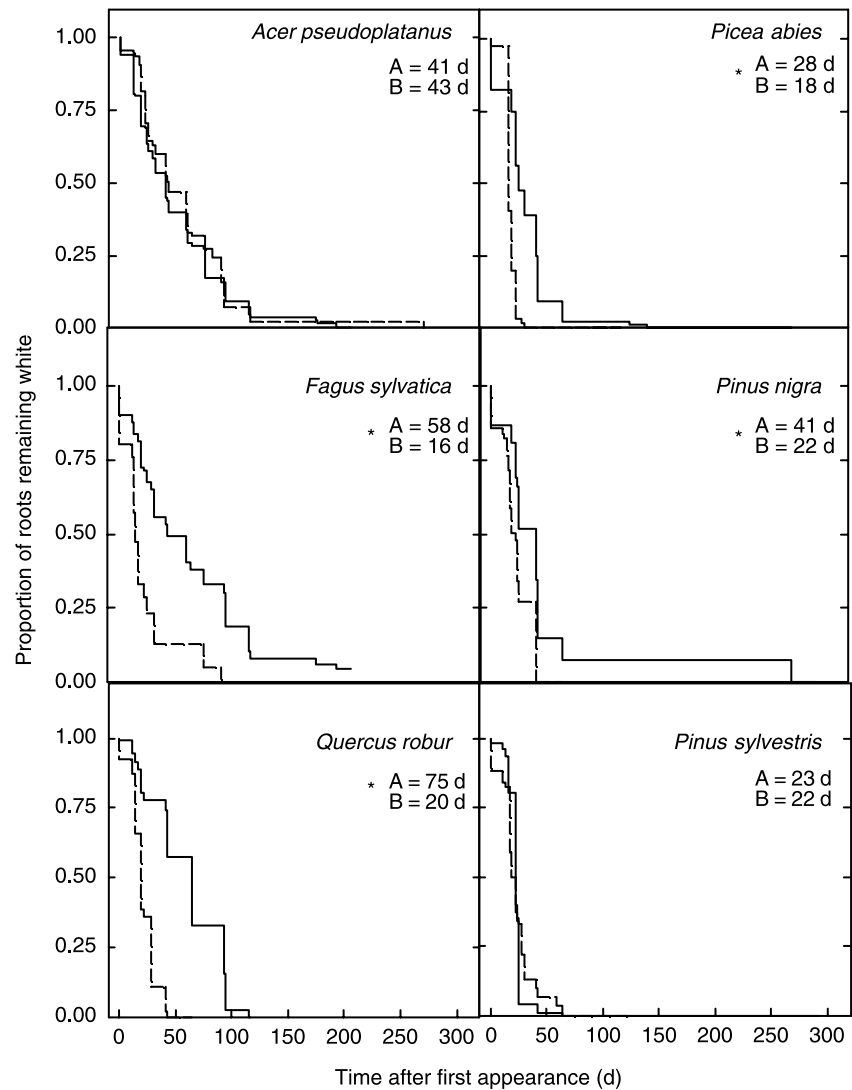 Proportion of roots remaining white
1.00
0.75
0.50
0.25
0.00
Acer pseudoplatanus
A = 41 d
B = 43 d
Picea abies
* A = 28 d
B = 18 d
1.00
0.75
0.50
0.25
0.00
Fagus sylvatica
* A = 58 d
B = 16 d
Pinus nigra
* A = 41 d
B = 22 d
1.00
0.75
0.50
0.25
0.00
Quercus robur
* A = 75 d
B = 20 d
Pinus sylvestris
A = 23 d
B = 22 d
0 50 100 150 200 250 300
0 50 100 150 200 250 300
Time after first appearance (d)